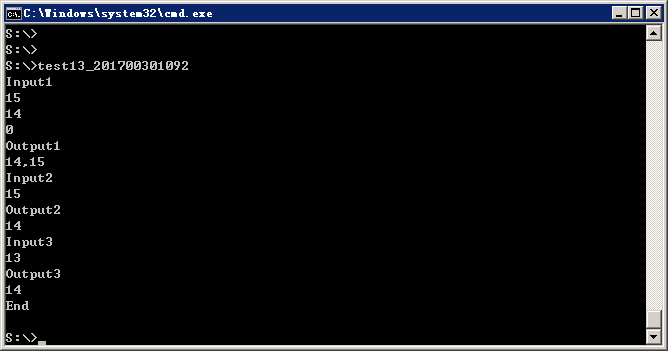 C:\Windows\system32\cmd.exe
S:\>
S:\>
S:\>test13_201700301092
Input1
15
14
0
Output1
14,15
Input2
15
Output2
14
Input3
13
Output3
14
End
S:\>